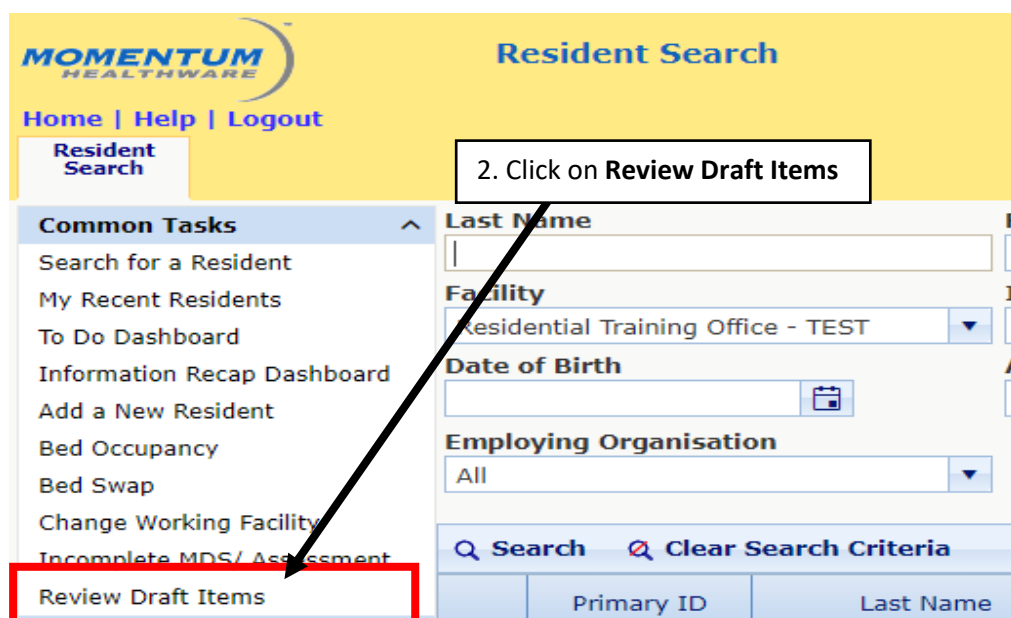 MOMENTUM
HEALTHWARE
Resident Search
Home | Help | Logout
Resident
Search
2. Click on Review Draft Items
Common Tasks
Search for a Resident
My Recent Residents
To Do Dashboard
Information Recap Dashboard
Add a New Resident
Bed Occupancy
Bed Swap
Change Working Facility
Incomplete MDS/ Assessment
Review Draft Items
Last Name
Facility
Residential Training Office - TEST
Date of Birth
Employing Organisation
All
Search Clear Search Criteria
Primary ID Last Name